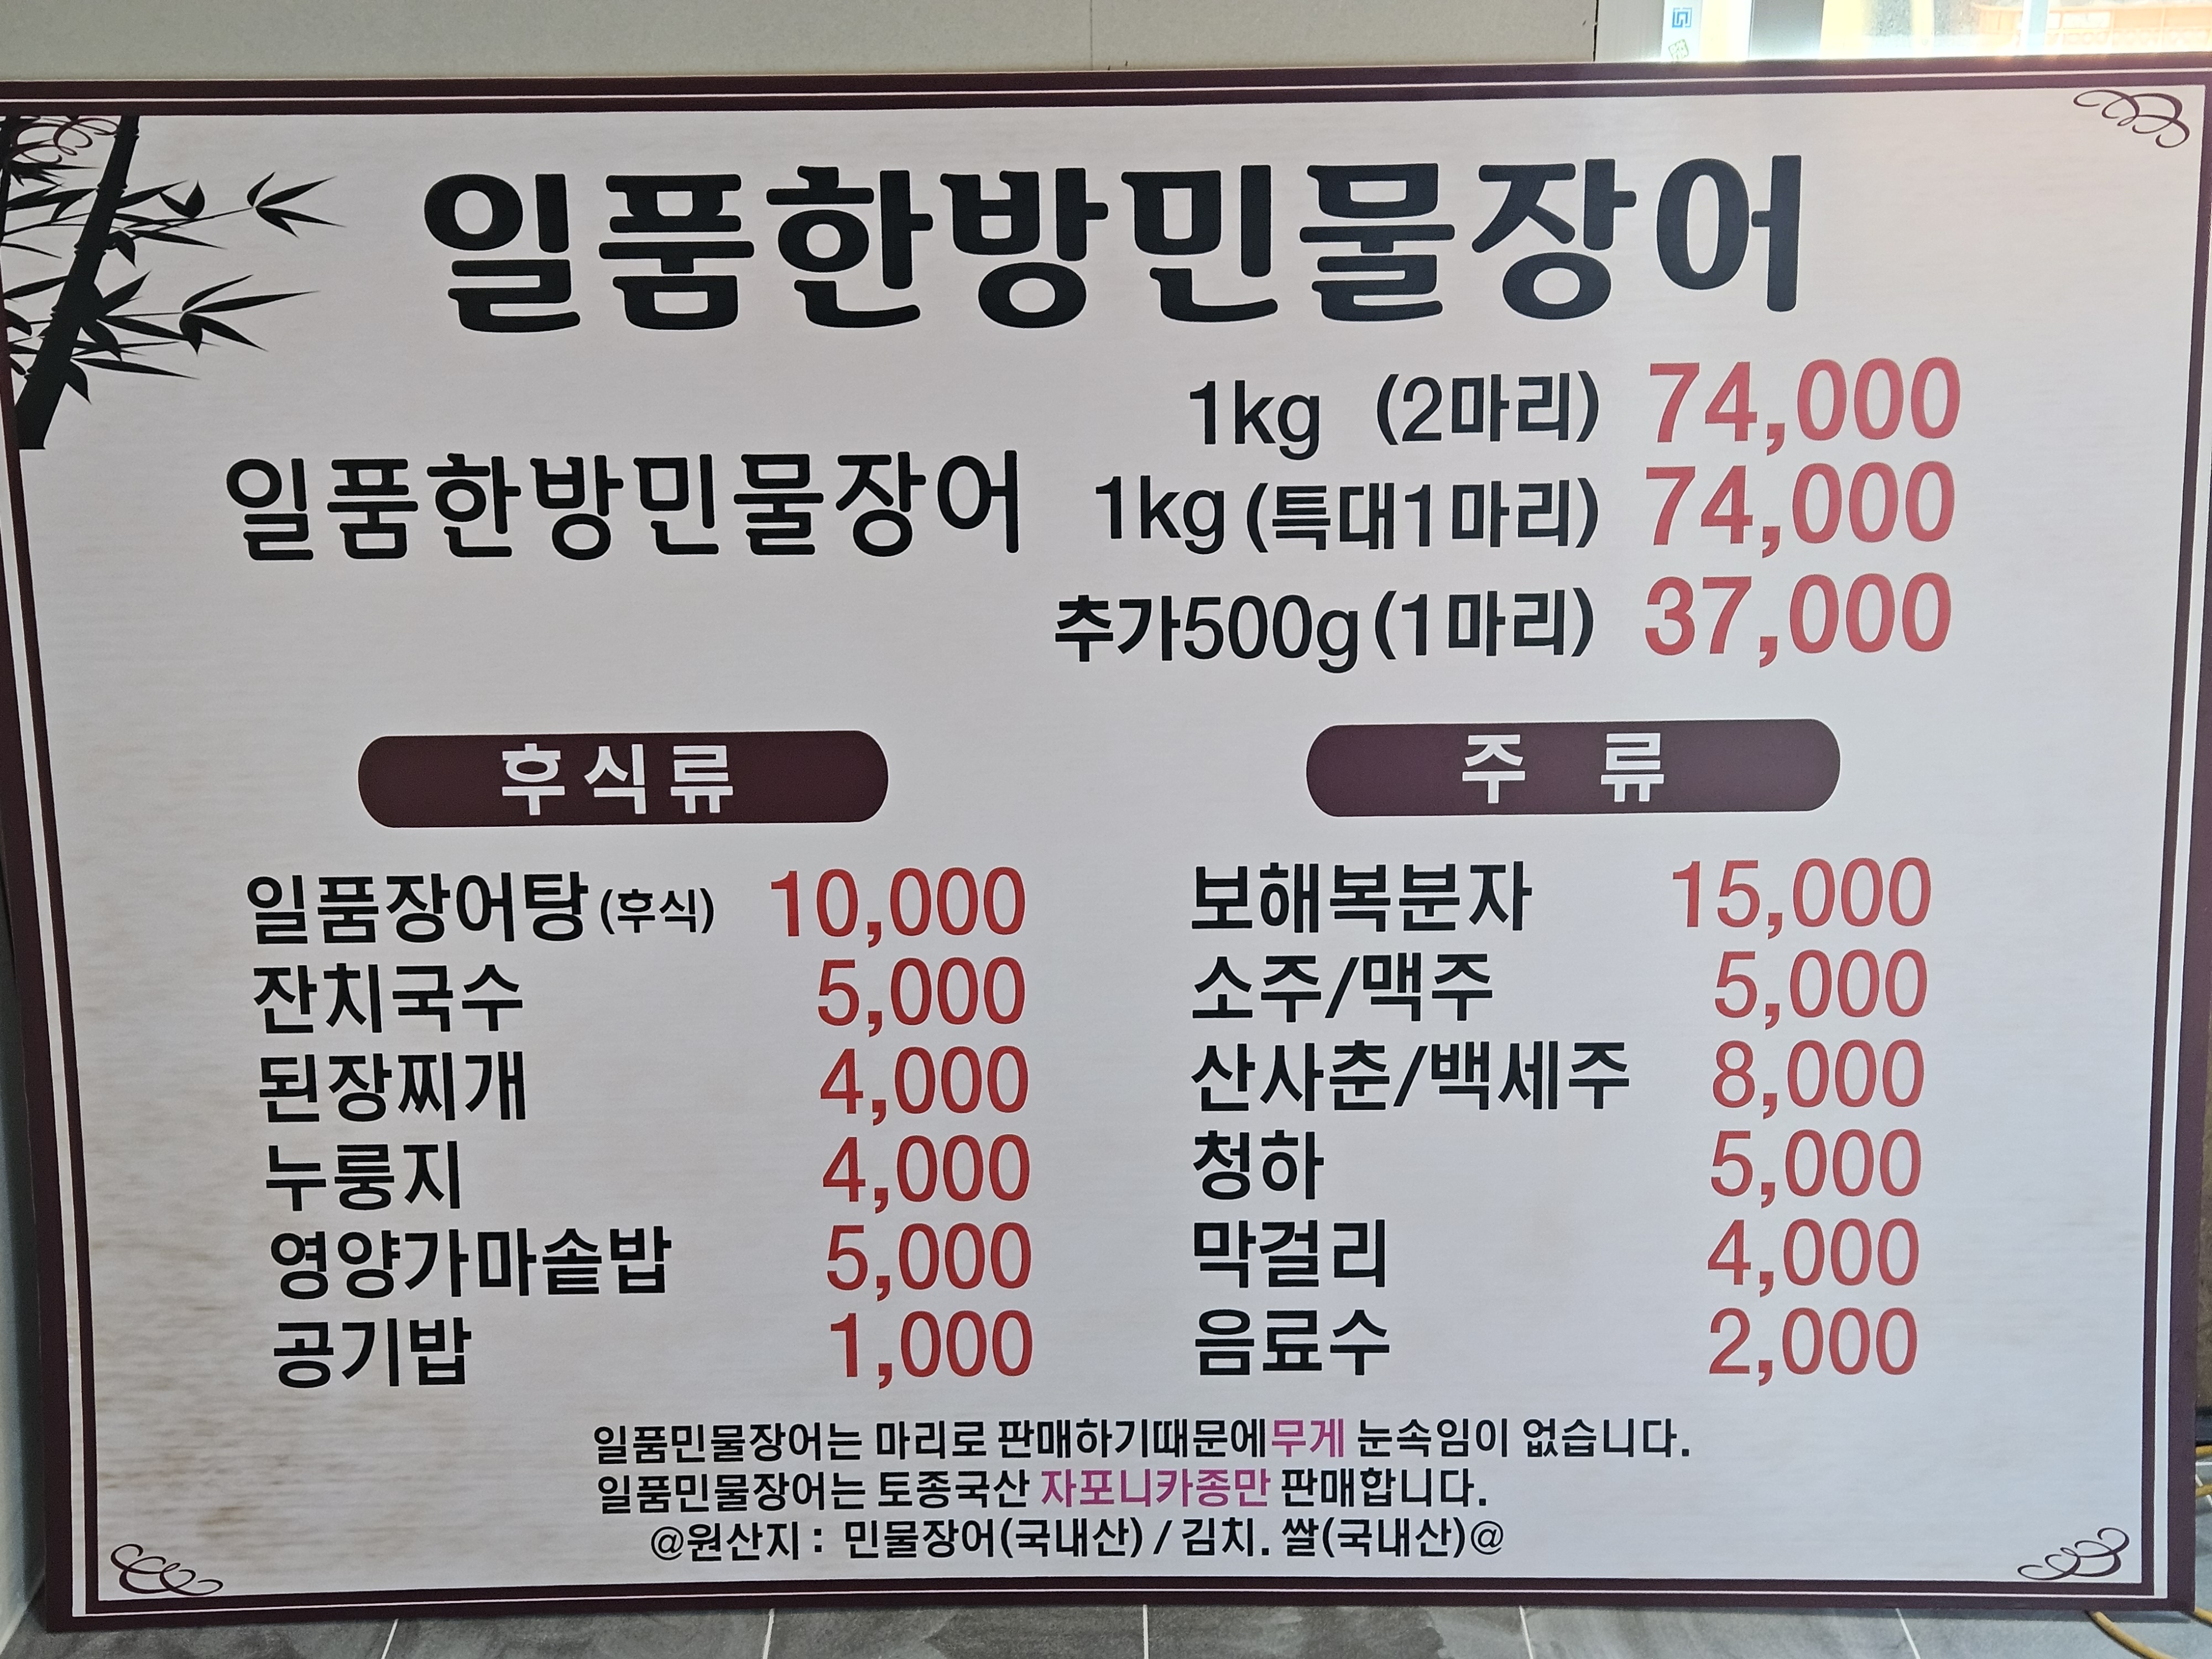 일품한방민물장어
1kg (2마리) 74,000
일품한방민물장어 1kg (특대1마리) 74,000
추가500g (1마리) 37,000
후식류
일품장어탕 (후식) 10,000
잔치국수 5,000
된장찌개 4,000
누룽지 4,000
영양가마솥밥 5,000
공기밥 1,000
주 류
보해복분자 15,000
소주/맥주 5,000
산사춘/백세주 8,000
청하 5,000
막걸리 4,000
음료수 2,000
일품민물장어는 마리로 판매하기때문에 무게 눈속임이 없습니다.
일품민물장어는 토종국산 자포니카종만 판매합니다.
@원산지 : 민물장어(국내산) / 김치. 쌀(국내산)@